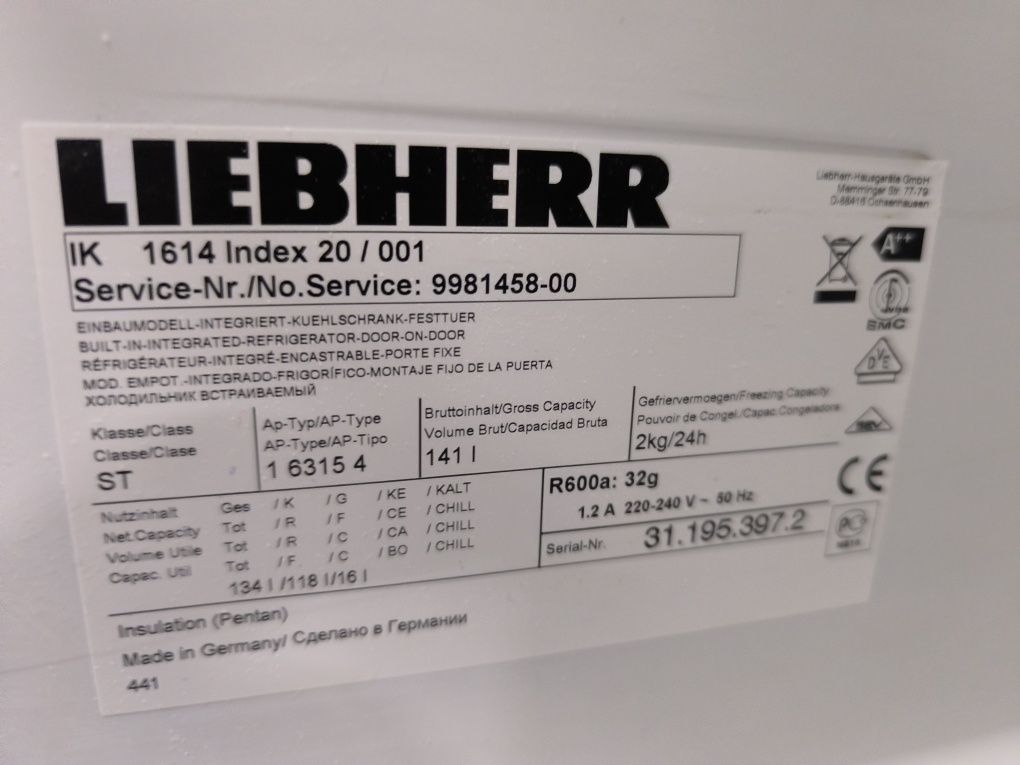 LIEBHERR
Liebherr-Hausgeräte GmbH
Memminger Str. 77-79
D-88416 Ochsenhausen
IK 1614 Index 20 / 001
Service-Nr./No.Service: 9981458-00
A++
EINBAUMODELL-INTEGRIERT-KUEHLSCHRANK-FESTTUER
BUILT-IN-INTEGRATED-REFRIGERATOR-DOOR-ON-DOOR
RÉFRIGÉRATEUR-INTEGRÉ-ENCASTRABLE-PORTE FIXE
MOD. EMPOT.-INTEGRADO-FRIGORÍFICO-MONTAJE FIJO DE LA PUERTA
ХОЛОДИЛЬНИК ВСТРАИВАЕМЫЙ
EMC
DVE
Klasse/Class
Classe/Clase
ST
Ap-Typ/AP-Type
AP-Type/AP-Tipo
1 6315 4
Bruttoinhalt/Gross Capacity
Volume Brut/Capacidad Bruta
141 l
Gefriervermoegen/Freezing Capacity
Pouvoir de Congel./Capac.Congeladora
2kg/24h
CE
Nutzinhalt Ges / K / G / KE / KALT
Net.Capacity Tot / R / F / CE / CHILL
Volume Utile Tot / R / C / CA / CHILL
Capac. Util Tot / F / C / BO / CHILL
134 l /118 l/16 l
R600a: 32g
1.2 A 220-240 V ~ 50 Hz
Serial-Nr. 31.195.397.2
Insulation (Pentan)
Made in Germany/ Сделано в Германии
441